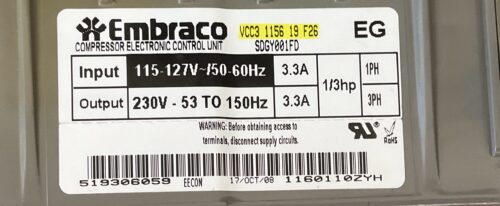 Embraco VCC3 1156 19 F26 EG
COMPRESSOR ELECTRONIC CONTROL UNIT SDGY001FD
Input 115-127V~/50-60Hz 3.3A 1/3hp 1PH
Output 230V - 53 TO 150Hz 3.3A 3PH
WARNING: Before obtaining access to
terminals, disconnect supply circuits.
RU RoHS
519306059 EECON 17/OCT/08 1160110ZYH